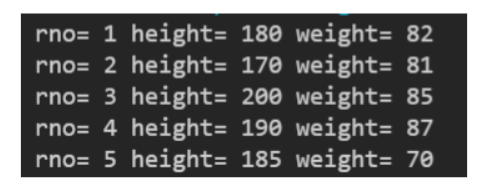 rno= 1 height= 180 weight= 82
rno= 2 height= 170 weight= 81
rno= 3 height= 200 weight= 85
rno= 4 height= 190 weight= 87
rno= 5 height= 185 weight= 70